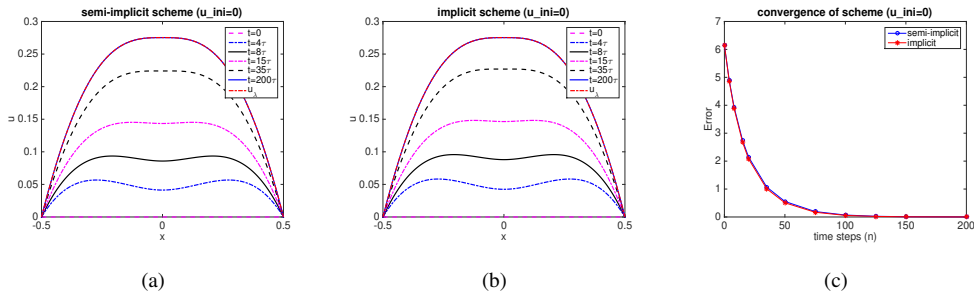 semi-implicit scheme (u_ini=0)
0.3
0.25
0.2
0.15
0.1
0.05
0
u
-0.5
0
0.5
x
t=0
t=4τ
t=8τ
t=15τ
t=35τ
t=200τ
u_λ
(a)
implicit scheme (u_ini=0)
0.3
0.25
0.2
0.15
0.1
0.05
0
u
-0.5
0
0.5
x
t=0
t=4τ
t=8τ
t=15τ
t=35τ
t=200τ
u_λ
(b)
convergence of scheme (u_ini=0)
7
6
5
4
3
2
1
0
Error
0
50
100
150
200
time steps (n)
semi-implicit
implicit
(c)